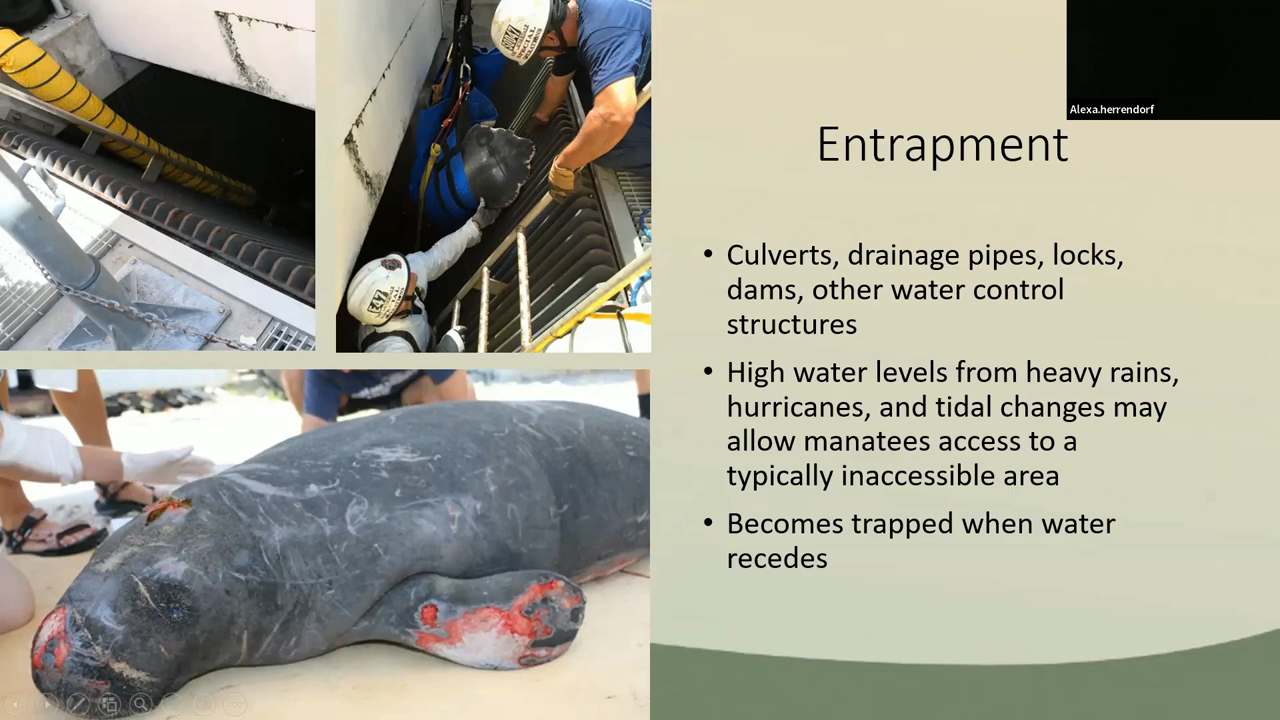 Alexa.herrendorf
Entrapment
• Culverts, drainage pipes, locks,
dams, other water control
structures
• High water levels from heavy rains,
hurricanes, and tidal changes may
allow manatees access to a
typically inaccessible area
• Becomes trapped when water
recedes
47